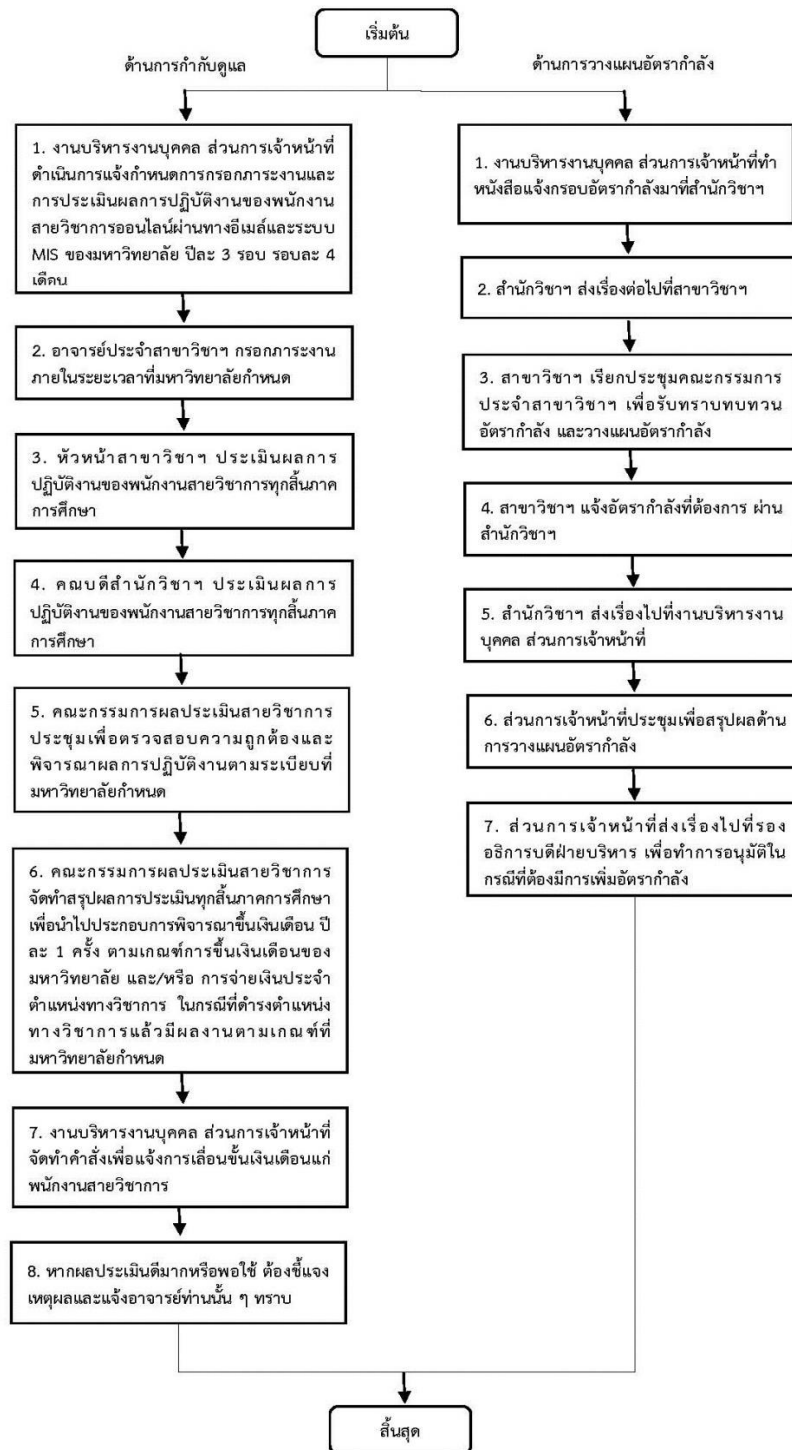 เริ่มต้น
ด้านการกำกับดูแล
ด้านการวางแผนอัตรากำลัง
1. งานบริหารงานบุคคล ส่วนการเจ้าหน้าที่
ดำเนินการแจ้งกำหนดการกรอกภาระงานและ
การประเมินผลการปฏิบัติงานของพนักงาน
สายวิชาการออนไลน์ผ่านทางอีเมล์และระบบ
MIS ของมหาวิทยาลัย ปีละ 3 รอบ รอบละ 4
เดือน
2. อาจารย์ประจำสาขาวิชาฯ กรอกภาระงาน
ภายในระยะเวลาที่มหาวิทยาลัยกำหนด
3. หัวหน้าสาขาวิชาฯ ประเมินผลการ
ปฏิบัติงานของพนักงานสายวิชาการทุกสิ้นภาค
การศึกษา
4. คณบดีสำนักวิชาฯ ประเมินผลการ
ปฏิบัติงานของพนักงานสายวิชาการทุกสิ้นภาค
การศึกษา
5. คณะกรรมการผลประเมินสายวิชาการ
ประชุมเพื่อตรวจสอบความถูกต้องและ
พิจารณาผลการปฏิบัติงานตามระเบียบที่
มหาวิทยาลัยกำหนด
6. คณะกรรมการผลประเมินสายวิชาการ
จัดทำสรุปผลการประเมินทุกสิ้นภาคการศึกษา
เพื่อนำไปประกอบการพิจารณาขึ้นเงินเดือน ปี
ละ 1 ครั้ง ตามเกณฑ์การขึ้นเงินเดือนของ
มหาวิทยาลัย และ/หรือ การจ่ายเงินประจำ
ตำแหน่งทางวิชาการ ในกรณีที่ดำรงตำแหน่ง
ทางวิชาการแล้วมีผลงานตามเกณฑ์ที่
มหาวิทยาลัยกำหนด
7. งานบริหารงานบุคคล ส่วนการเจ้าหน้าที่
จัดทำคำสั่งเพื่อแจ้งการเลื่อนขั้นเงินเดือนแก่
พนักงานสายวิชาการ
8. หากผลประเมินดีมากหรือพอใช้ ต้องชี้แจง
เหตุผลและแจ้งอาจารย์ท่านนั้น ๆ ทราบ
1. งานบริหารงานบุคคล ส่วนการเจ้าหน้าที่ทำ
หนังสือแจ้งกรอบอัตรากำลังมาที่สำนักวิชาฯ
2. สำนักวิชาฯ ส่งเรื่องต่อไปที่สาขาวิชาฯ
3. สาขาวิชาฯ เรียกประชุมคณะกรรมการ
ประจำสาขาวิชาฯ เพื่อรับทราบทบทวน
อัตรากำลัง และวางแผนอัตรากำลัง
4. สาขาวิชาฯ แจ้งอัตรากำลังที่ต้องการ ผ่าน
สำนักวิชาฯ
5. สำนักวิชาฯ ส่งเรื่องไปที่งานบริหารงาน
บุคคล ส่วนการเจ้าหน้าที่
6. ส่วนการเจ้าหน้าที่ประชุมเพื่อสรุปผลด้าน
การวางแผนอัตรากำลัง
7. ส่วนการเจ้าหน้าที่ส่งเรื่องไปที่รอง
อธิการบดีฝ่ายบริหาร เพื่อทำการอนุมัติใน
กรณีที่ต้องมีการเพิ่มอัตรากำลัง
สิ้นสุด